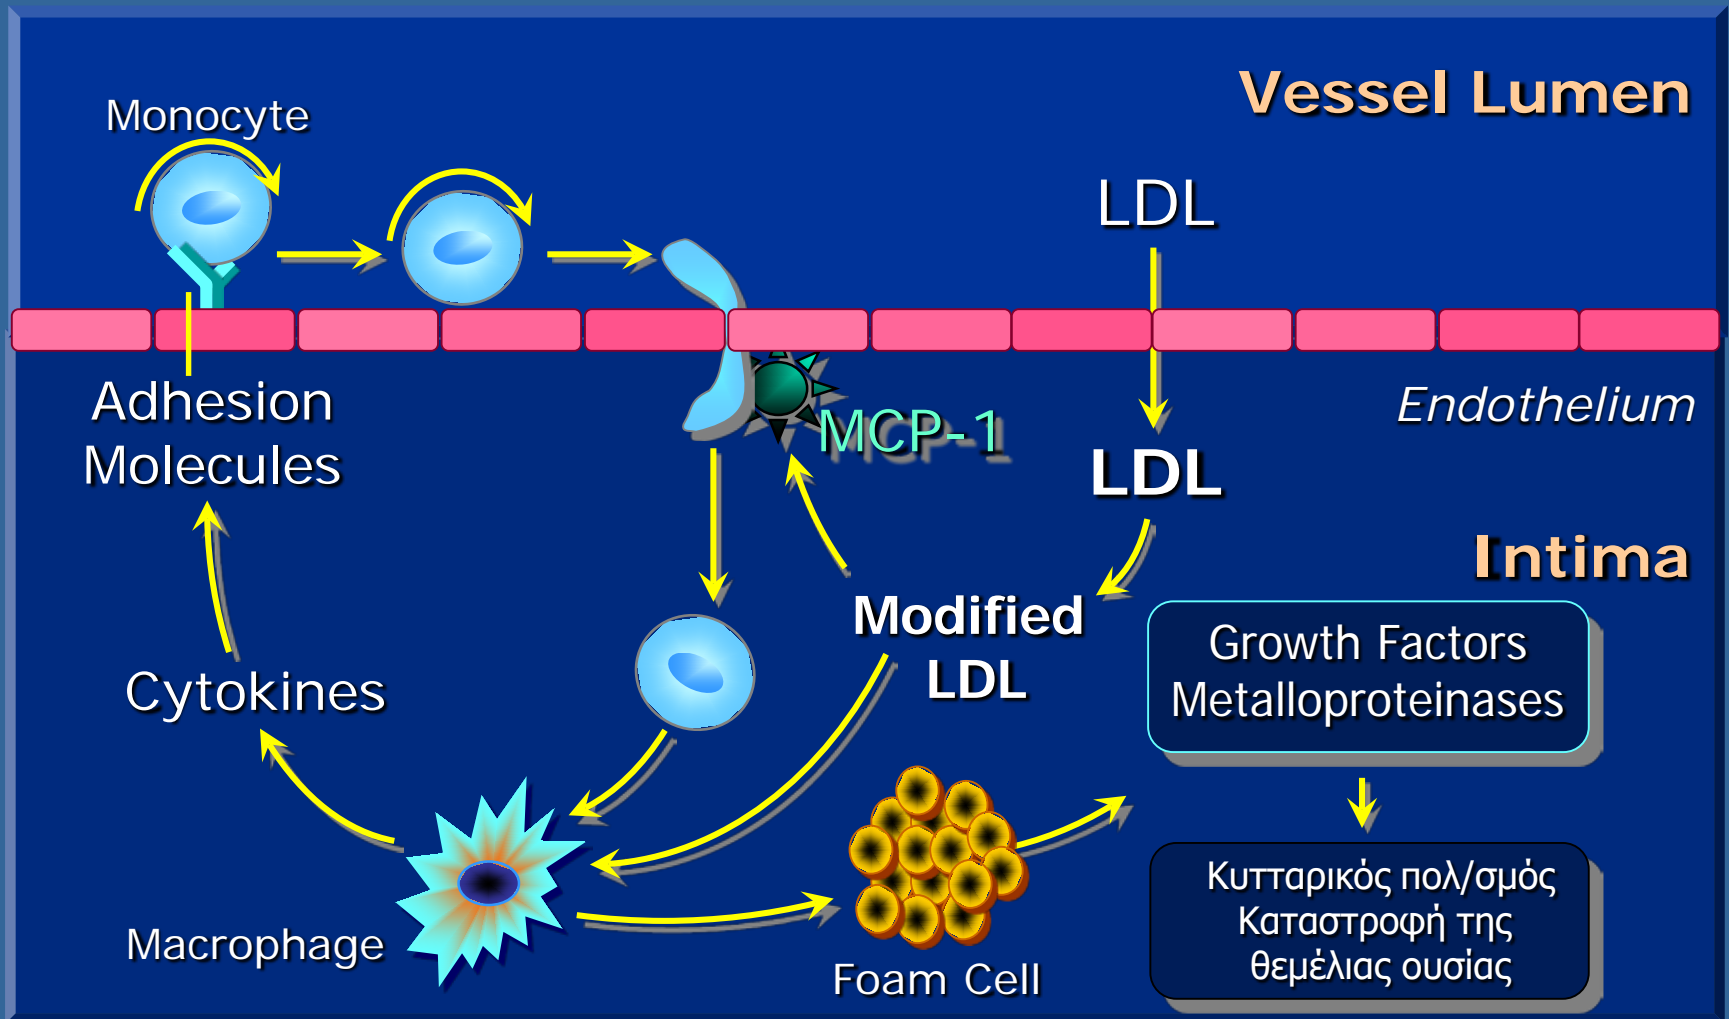 Vessel Lumen
Monocyte
LDL
Endothelium
Adhesion
Molecules
MCP-1
LDL
Intima
Modified
LDL
Growth Factors
Metalloproteinases
Cytokines
Κυτταρικός πολ/σμός
Καταστροφή της
θεμέλιας ουσίας
Macrophage
Foam Cell